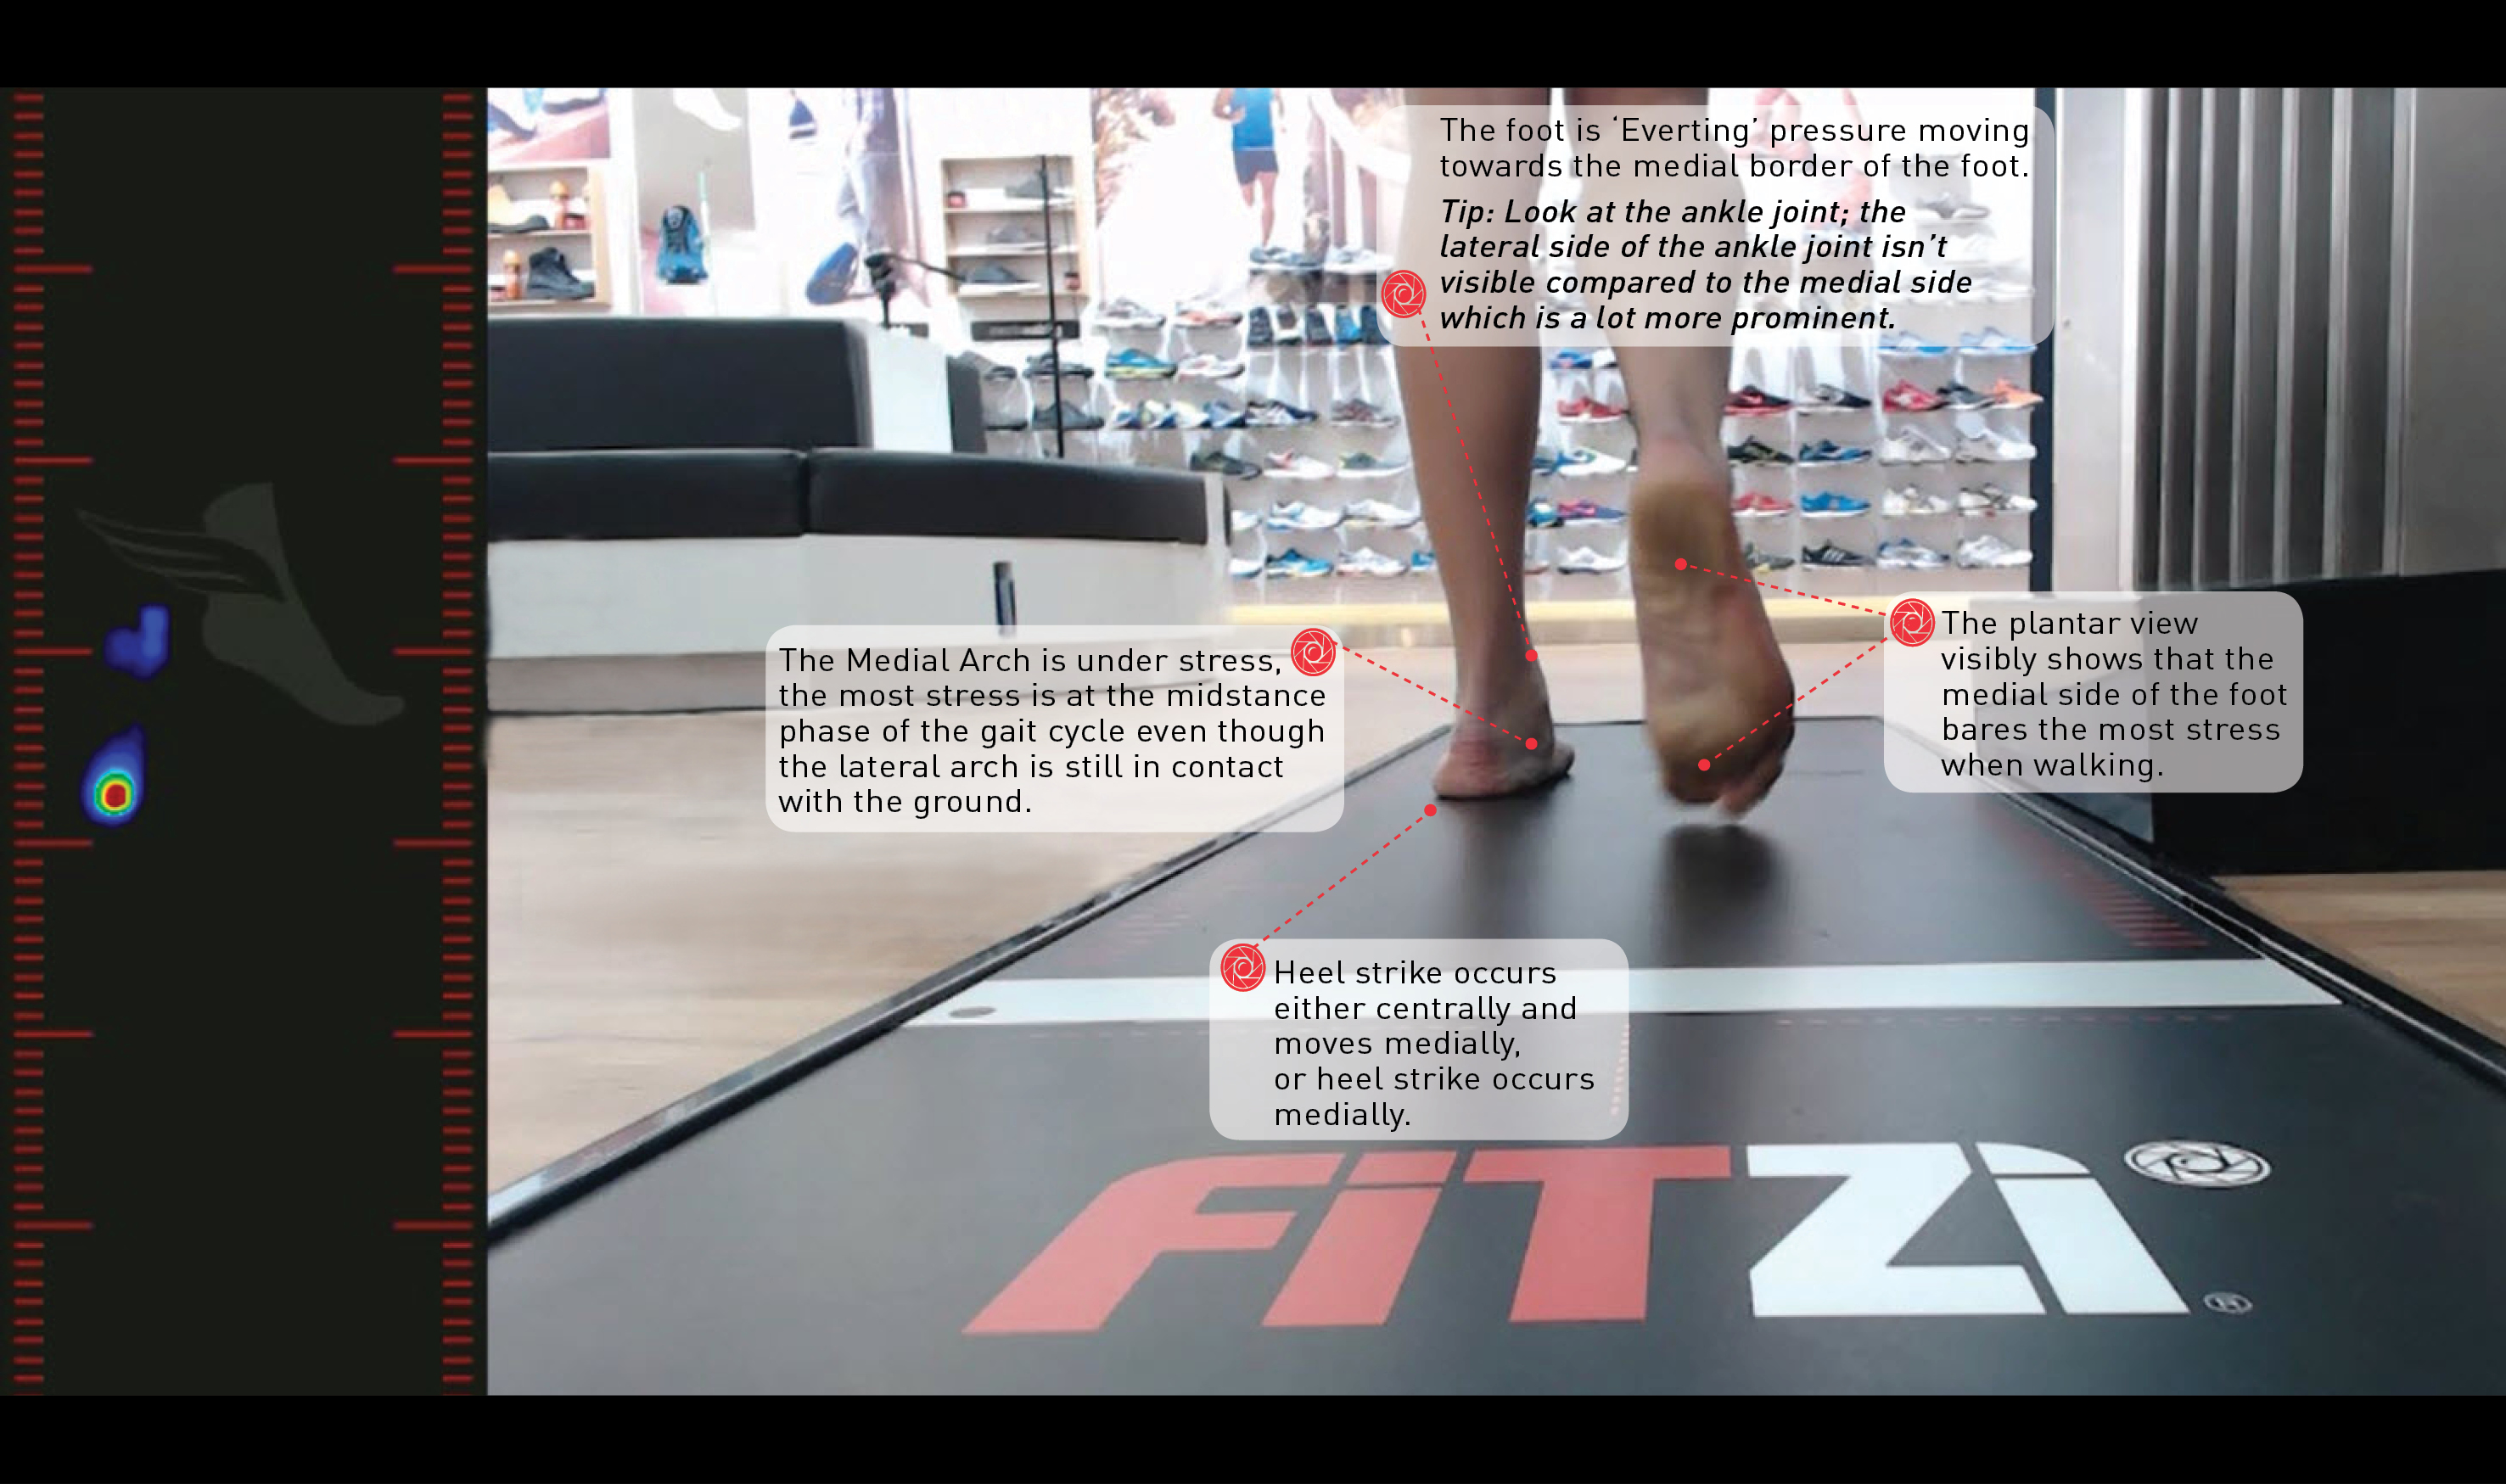 The foot is ‘Everting’ pressure moving
towards the medial border of the foot.
Tip: Look at the ankle joint; the
lateral side of the ankle joint isn’t
visible compared to the medial side
which is a lot more prominent.
The Medial Arch is under stress,
the most stress is at the midstance
phase of the gait cycle even though
the lateral arch is still in contact
with the ground.
The plantar view
visibly shows that the
medial side of the foot
bares the most stress
when walking.
Heel strike occurs
either centrally and
moves medially,
or heel strike occurs
medially.
FiTZi
®